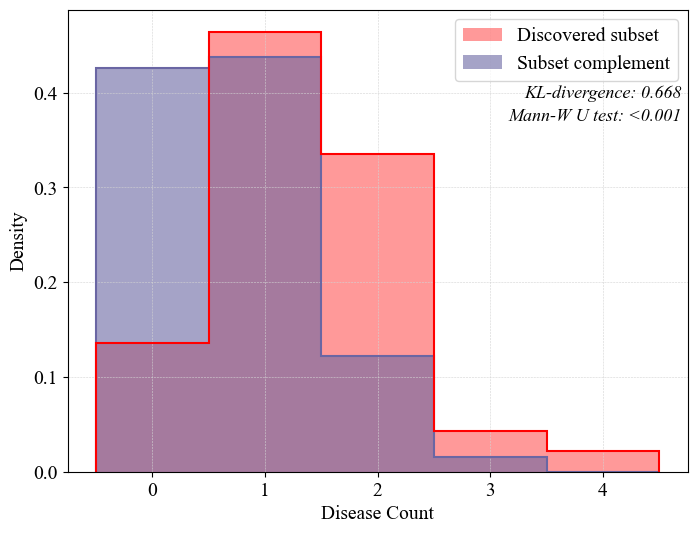 Discovered subset
Subset complement
KL-divergence: 0.668
Mann-W U test: <0.001
Density
0.4
0.3
0.2
0.1
0.0
0 1 2 3 4
Disease Count